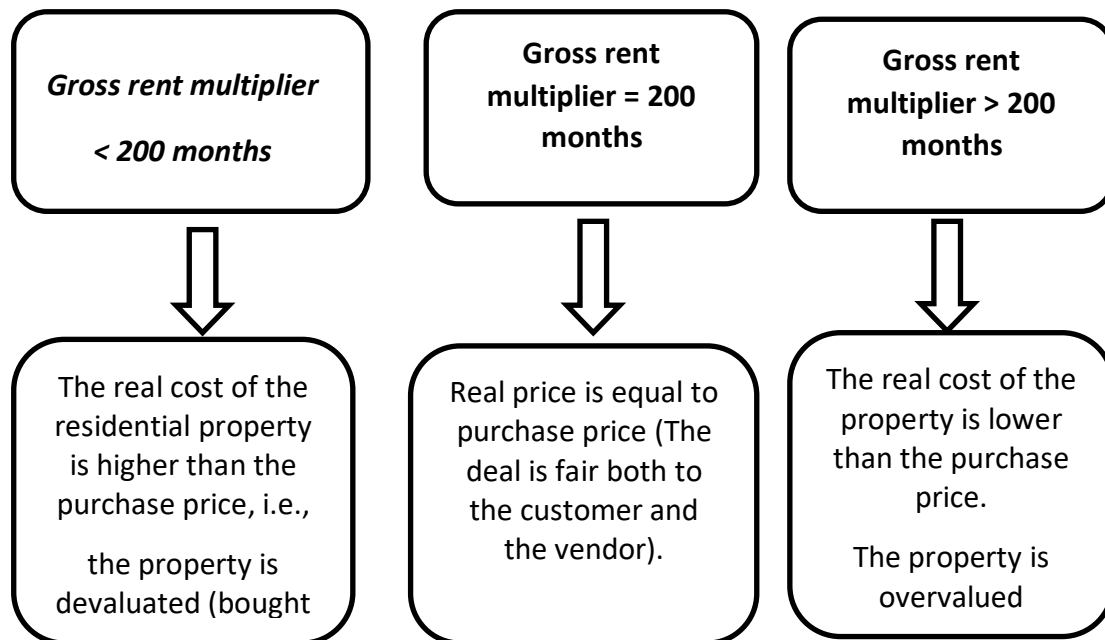 Gross rent multiplier
< 200 months
Gross rent
multiplier = 200
months
Gross rent
multiplier > 200
months
The real cost of the
residential property
is higher than the
purchase price, i.e.,
the property is
devaluated (bought
Real price is equal to
purchase price (The
deal is fair both to
the customer and
the vendor).
The real cost of the
property is lower
than the purchase
price.
The property is
overvalued